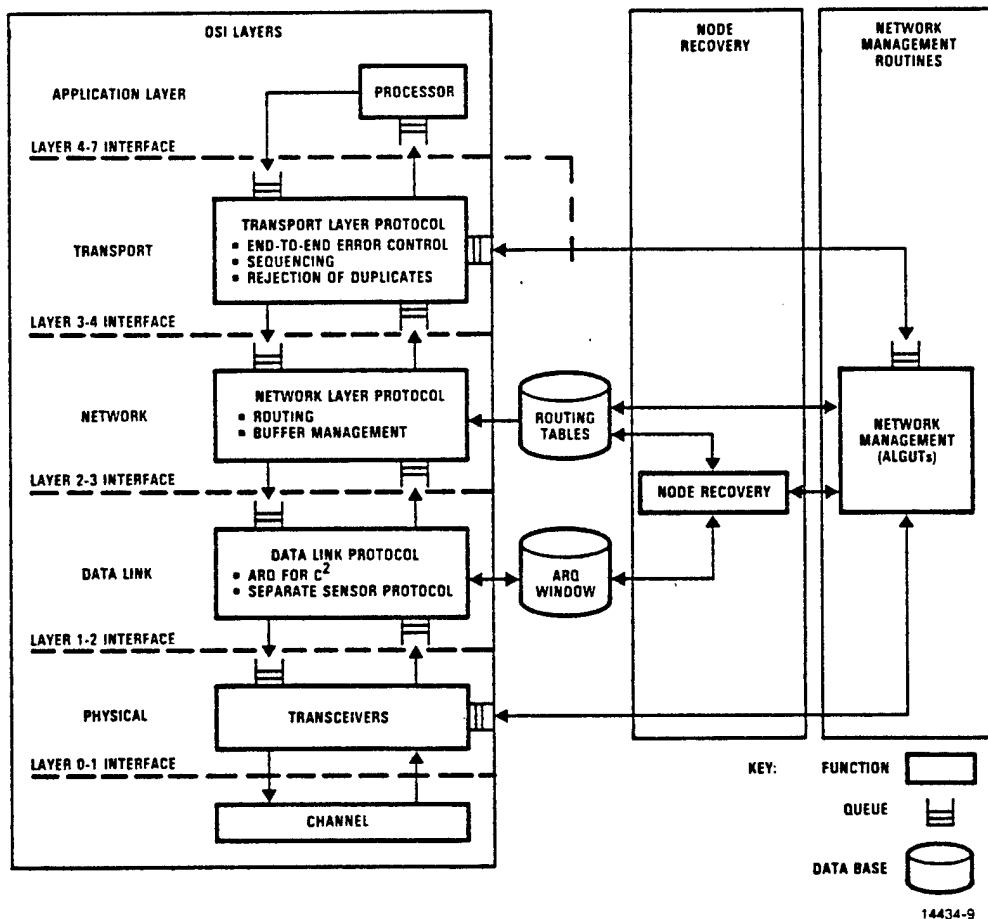 OSI LAYERS
NODE
RECOVERY
NETWORK
MANAGEMENT
ROUTINES
APPLICATION LAYER
PROCESSOR
LAYER 4-7 INTERFACE
TRANSPORT
TRANSPORT LAYER PROTOCOL
▪ END-TO-END ERROR CONTROL
▪ SEQUENCING
▪ REJECTION OF DUPLICATES
LAYER 3-4 INTERFACE
NETWORK
NETWORK LAYER PROTOCOL
▪ ROUTING
▪ BUFFER MANAGEMENT
ROUTING
TABLES
NETWORK
MANAGEMENT
(ALGUTs)
LAYER 2-3 INTERFACE
NODE RECOVERY
DATA LINK
DATA LINK PROTOCOL
▪ ARQ FOR C²
▪ SEPARATE SENSOR PROTOCOL
ARQ
WINDOW
LAYER 1-2 INTERFACE
PHYSICAL
TRANSCEIVERS
LAYER 0-1 INTERFACE
CHANNEL
KEY: FUNCTION
QUEUE
DATA BASE
14434-9